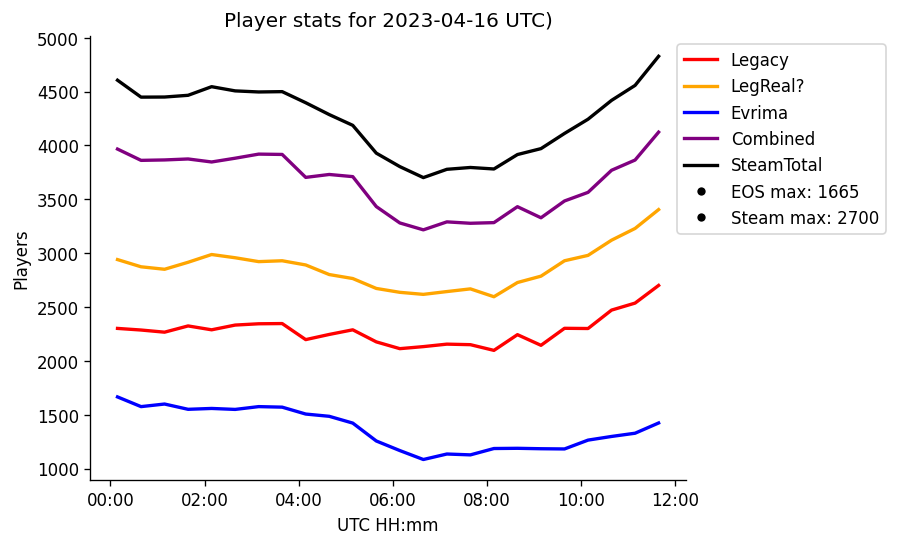 Player stats for 2023-04-16 UTC)
5000
4500
4000
3500
3000
2500
2000
1500
1000
Players
00:00 02:00 04:00 06:00 08:00 10:00 12:00
UTC HH:mm
Legacy
LegReal?
Evrima
Combined
SteamTotal
EOS max: 1665
Steam max: 2700